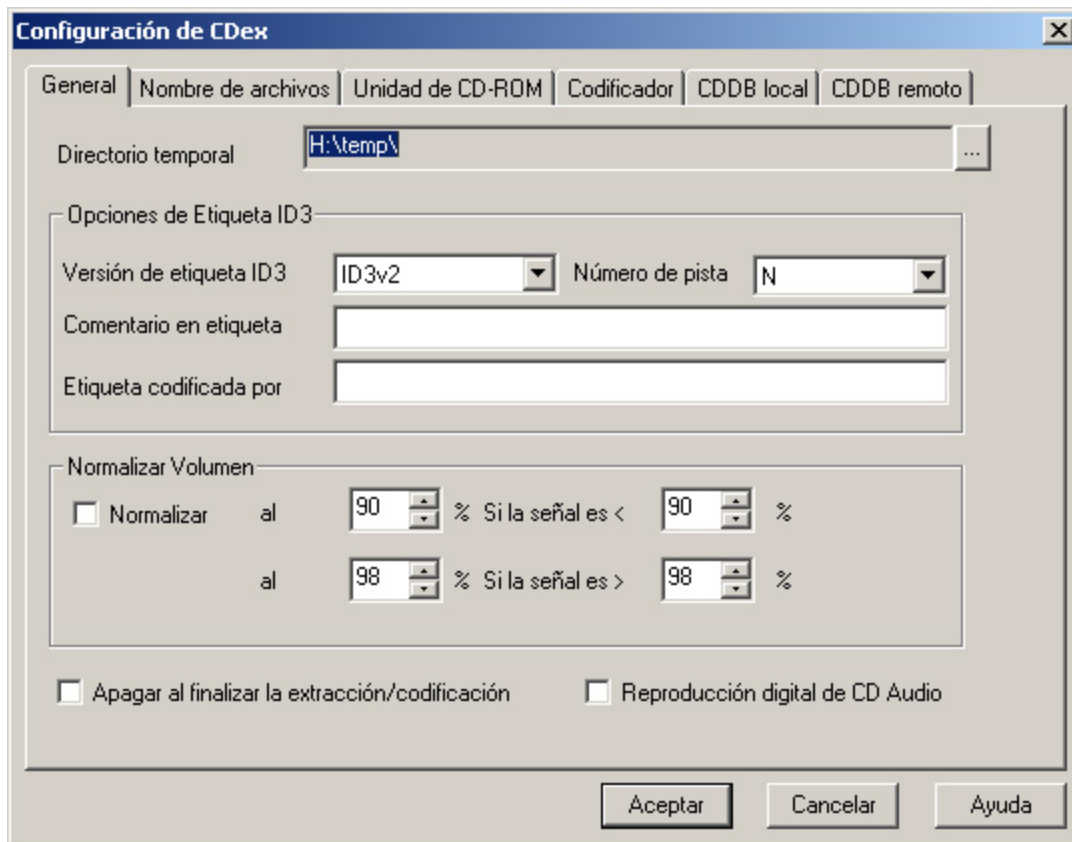 Configuración de CDex
General Nombre de archivos Unidad de CD-ROM Codificador CDDB local CDDB remoto
Directorio temporal H:\temp\ ...
Opciones de Etiqueta ID3
Versión de etiqueta ID3 ID3v2 Número de pista N
Comentario en etiqueta
Etiqueta codificada por
Normalizar Volumen
Normalizar al 90 % Si la señal es < 90 %
al 98 % Si la señal es > 98 %
Apagar al finalizar la extracción/codificación Reproducción digital de CD Audio
Aceptar Cancelar Ayuda